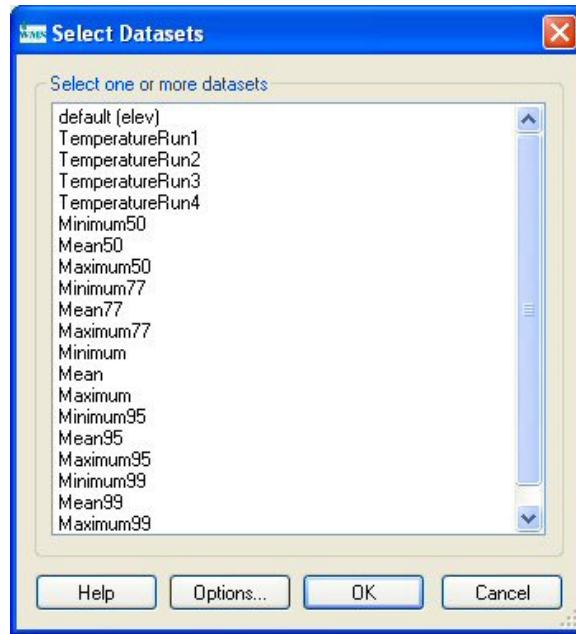 WMS Select Datasets
Select one or more datasets
default (elev)
TemperatureRun1
TemperatureRun2
TemperatureRun3
TemperatureRun4
Minimum50
Mean50
Maximum50
Minimum77
Mean77
Maximum77
Minimum
Mean
Maximum
Minimum95
Mean95
Maximum95
Minimum99
Mean99
Maximum99
Help Options... OK Cancel